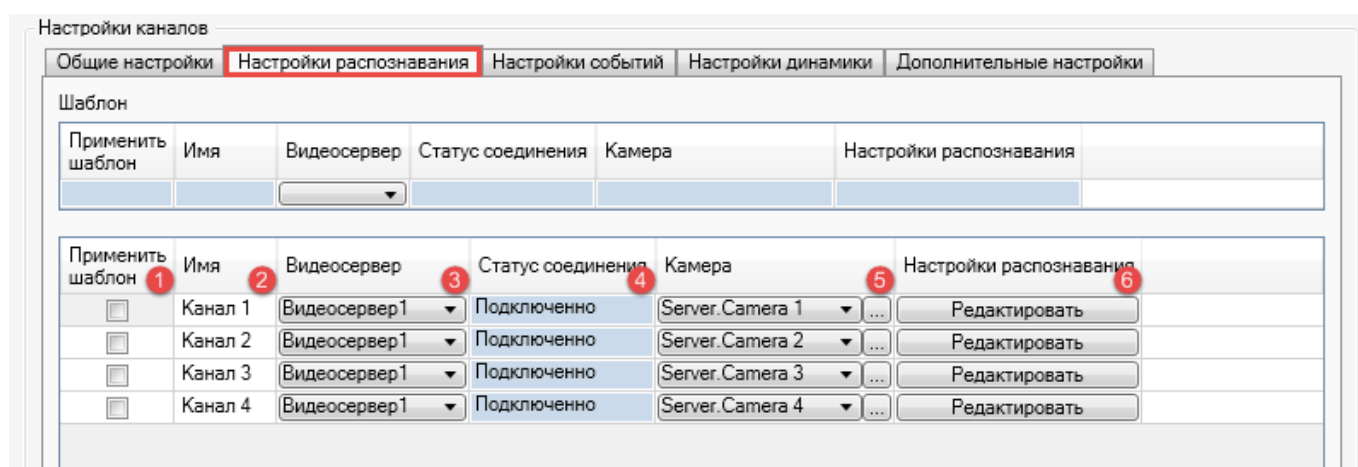 Настройки каналов
Общие настройки Настройки распознавания Настройки событий Настройки динамики Дополнительные настройки
Шаблон
Применить шаблон Имя Видеосервер Статус соединения Камера Настройки распознавания
Применить шаблон 1 Имя 2 Видеосервер 3 Статус соединения 4 Камера 5 Настройки распознавания 6
Канал 1 Видеосервер1 Подключенно Server.Camera 1 ... Редактировать
Канал 2 Видеосервер1 Подключенно Server.Camera 2 ... Редактировать
Канал 3 Видеосервер1 Подключенно Server.Camera 3 ... Редактировать
Канал 4 Видеосервер1 Подключенно Server.Camera 4 ... Редактировать